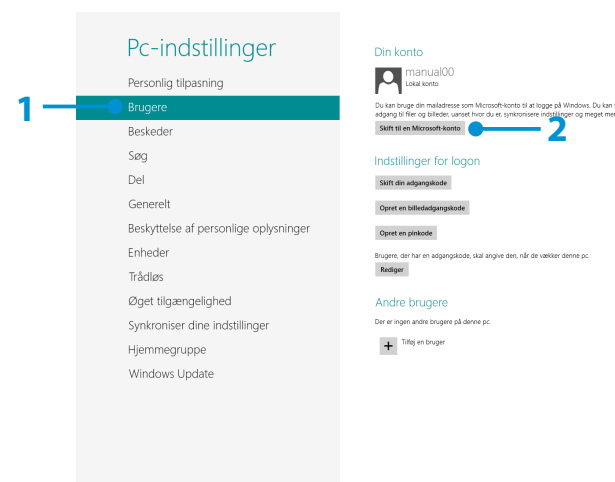 Pc-indstillinger
Personlig tilpasning
1
Brugere
Beskeder
Søg
Del
Generelt
Beskyttelse af personlige oplysninger
Enheder
Trådløs
Øget tilgængelighed
Synkroniser dine indstillinger
Hjemmegruppe
Windows Update
Din konto
manual00
Lokal konto
Du kan bruge din mailadresse som Microsoft-konto til at logge på Windows. Du kan
adgang til filer og billeder, uanset hvor du er, synkronisere indstillinger og meget
Skift til en Microsoft-konto
2
Indstillinger for logon
Skift din adgangskode
Opret en billedadgangskode
Opret en pinkode
Brugere, der har en adgangskode, skal angive den, når de vækker denne pc.
Rediger
Andre brugere
Der er ingen andre brugere på denne pc.
+ Tilføj en bruger